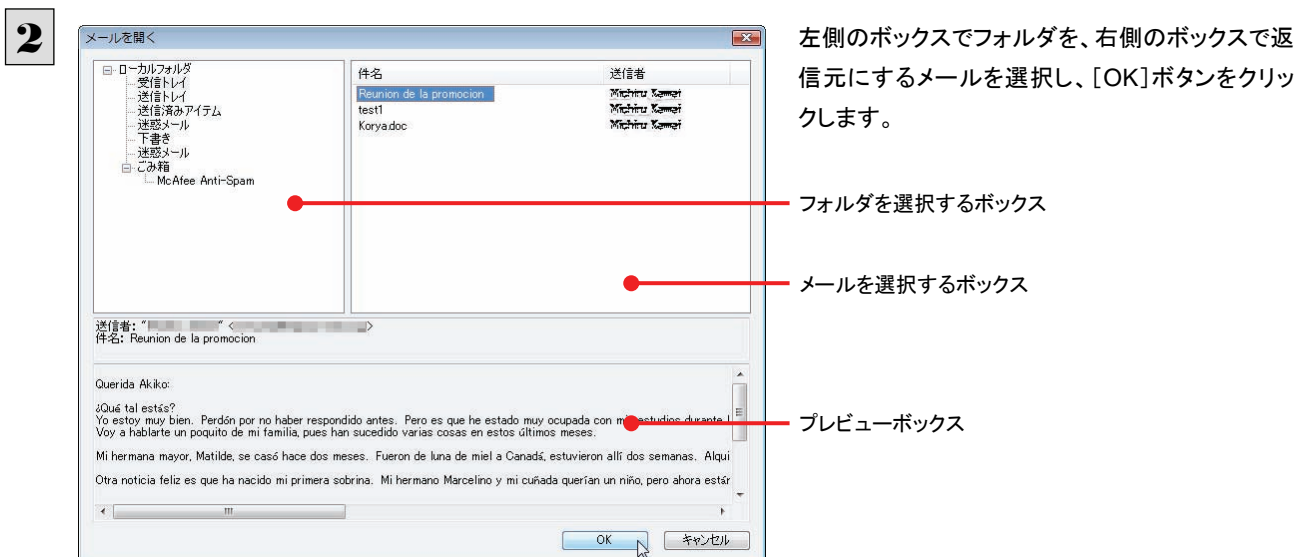 2
メールを開く
ローカルフォルダ
受信トレイ
送信トレイ
送信済みアイテム
迷惑メール
下書き
迷惑メール
ごみ箱
McAfee Anti-Spam
件名 送信者
Reunion de la promocion
test1
Korya.doc
送信者: " " < >
件名: Reunion de la promocion
Querida Akiko:
¿Qué tal estás?
Yo estoy muy bien. Perdón por no haber respondido antes. Pero es que he estado muy ocupada con mis estudios durante l
Voy a hablarte un poquito de mi familia, pues han sucedido varias cosas en estos últimos meses.
Mi hermana mayor, Matilde, se casó hace dos meses. Fueron de luna de miel a Canadá, estuvieron allí dos semanas. Alqui
Otra noticia feliz es que ha nacido mi primera sobrina. Mi hermano Marcelino y mi cuñada querían un niño, pero ahora están
OK キャンセル
左側のボックスでフォルダを、右側のボックスで返
信元にするメールを選択し、[OK]ボタンをクリッ
クします。
フォルダを選択するボックス
メールを選択するボックス
プレビューボックス